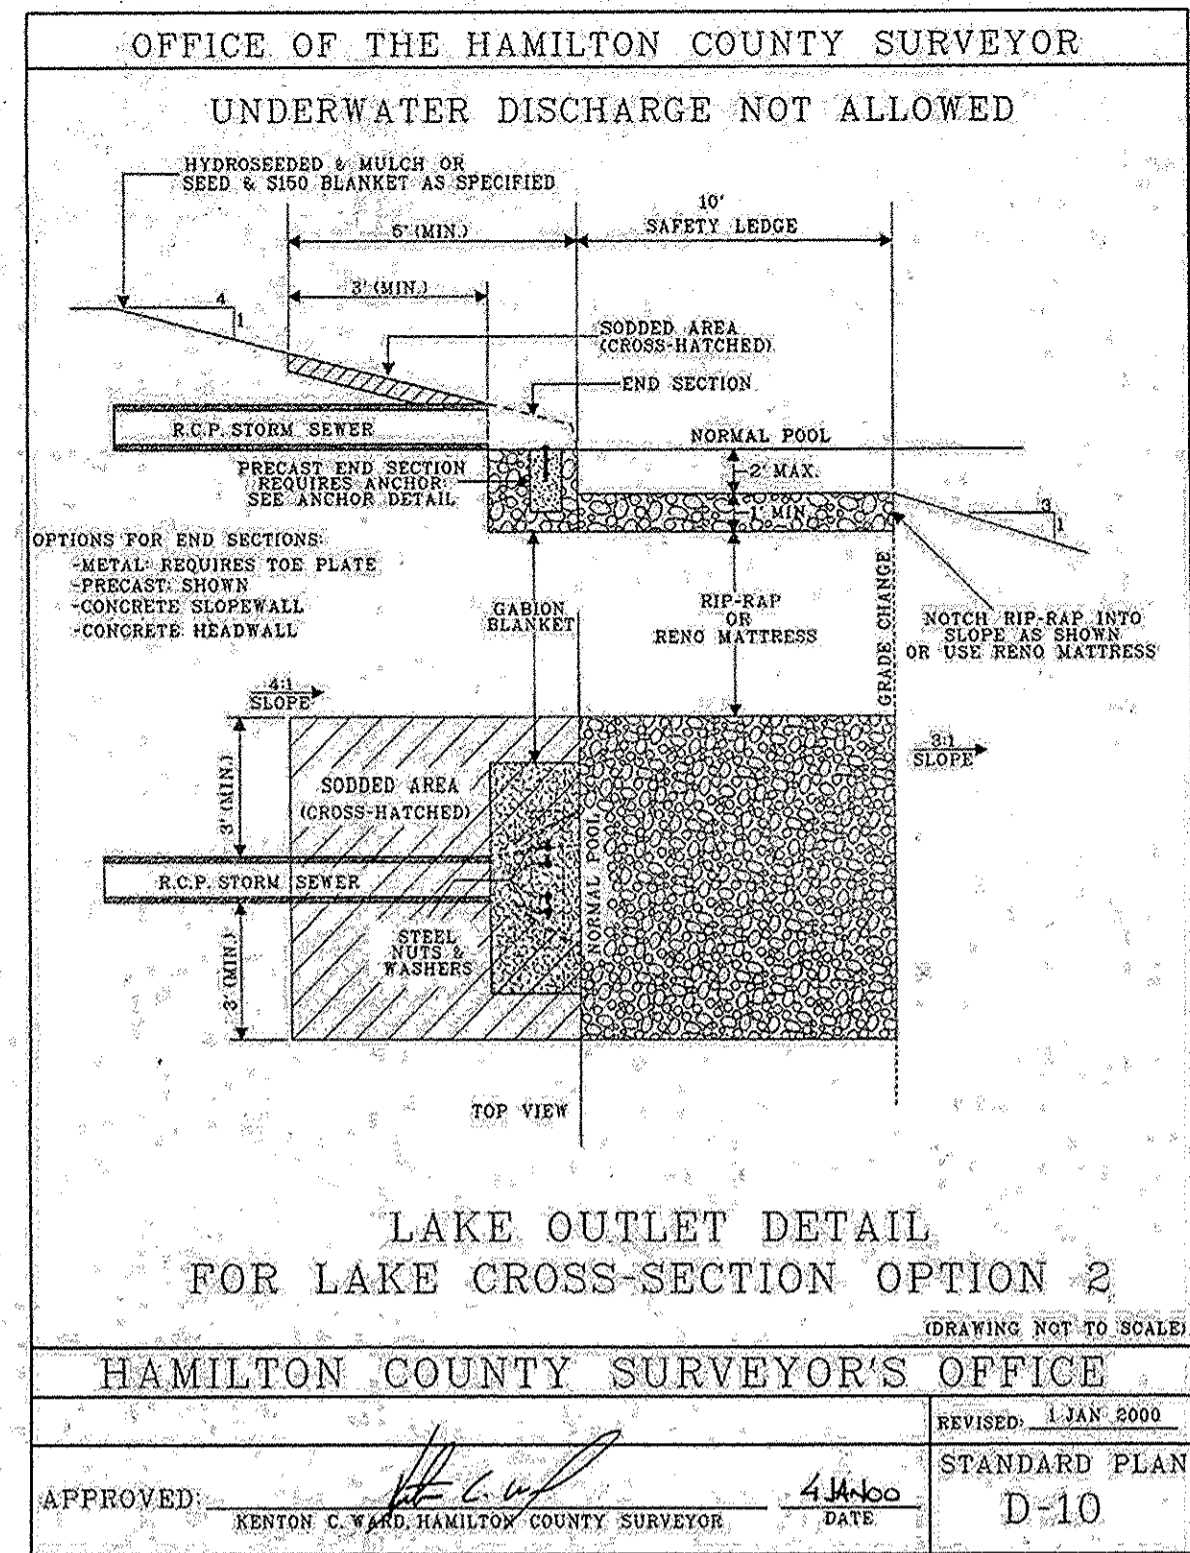 OFFICE OF THE HAMILTON COUNTY SURVEYOR
UNDERWATER DISCHARGE NOT ALLOWED
HYDROSEEDED & MULCH OR
SEED & S150 BLANKET AS SPECIFIED
10'
SAFETY LEDGE
6' (MIN.)
3' (MIN.)
4
1
SODDED AREA
(CROSS-HATCHED)
END SECTION
R.C.P. STORM SEWER
NORMAL POOL
PRECAST END SECTION
REQUIRES ANCHOR
SEE ANCHOR DETAIL
2' MAX.
1' MIN.
3
1
OPTIONS FOR END SECTIONS:
-METAL: REQUIRES TOE PLATE
-PRECAST: SHOWN
-CONCRETE SLOPEWALL
-CONCRETE HEADWALL
GABION
BLANKET
RIP-RAP
OR
RENO MATTRESS
GRADE CHANGE
NOTCH RIP-RAP INTO
SLOPE AS SHOWN
OR USE RENO MATTRESS
4:1
SLOPE
3:1
SLOPE
3' (MIN.)
SODDED AREA
(CROSS-HATCHED)
NORMAL POOL
R.C.P. STORM SEWER
STEEL
NUTS &
WASHERS
3' (MIN.)
TOP VIEW
LAKE OUTLET DETAIL
FOR LAKE CROSS-SECTION OPTION 2
(DRAWING NOT TO SCALE)
HAMILTON COUNTY SURVEYOR'S OFFICE
REVISED: 1 JAN 2000
APPROVED:
4 JAN 00
KENTON C. WARD, HAMILTON COUNTY SURVEYOR
DATE
STANDARD PLAN
D-10